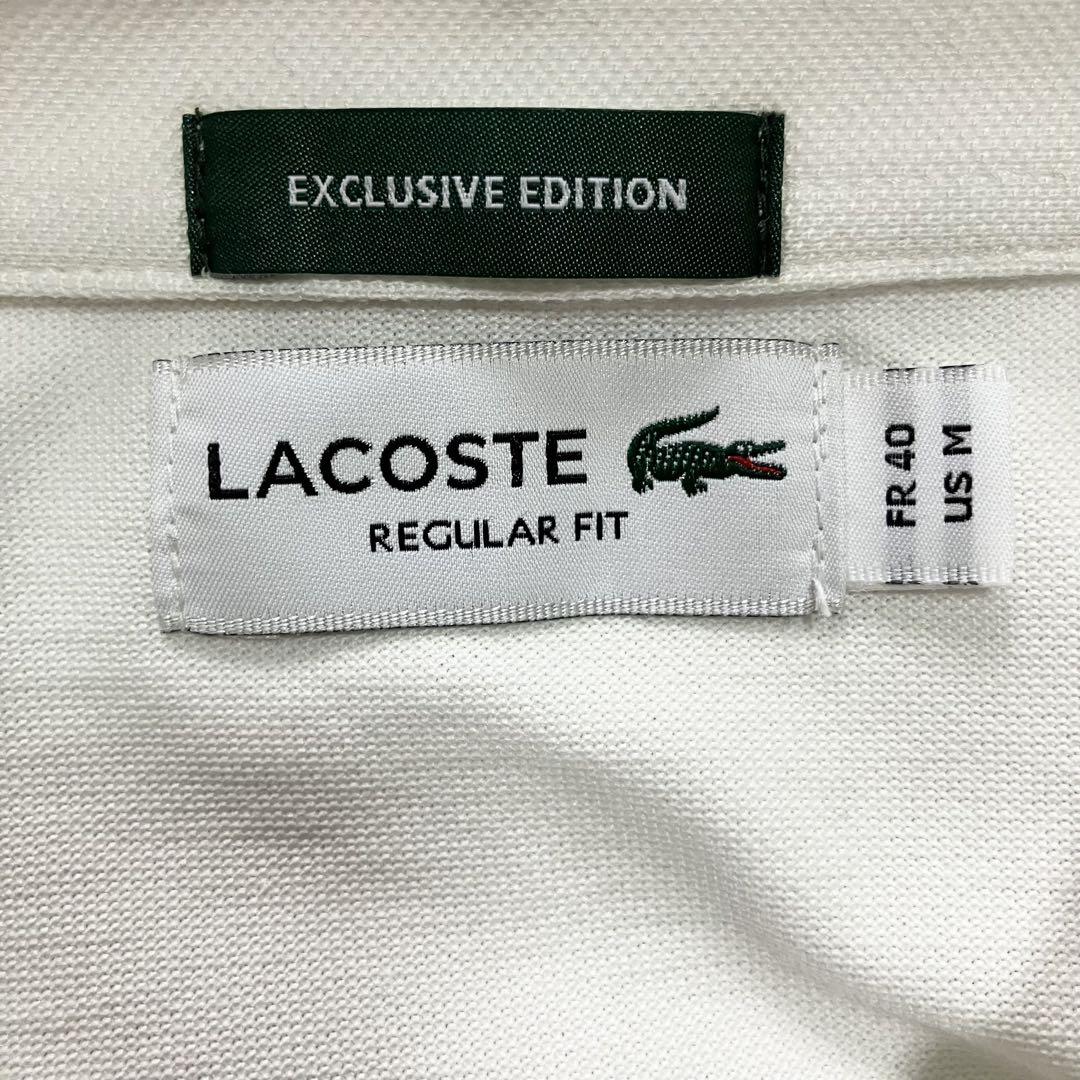 EXCLUSIVE EDITION
LACOSTE
REGULAR FIT
FR 40
US M